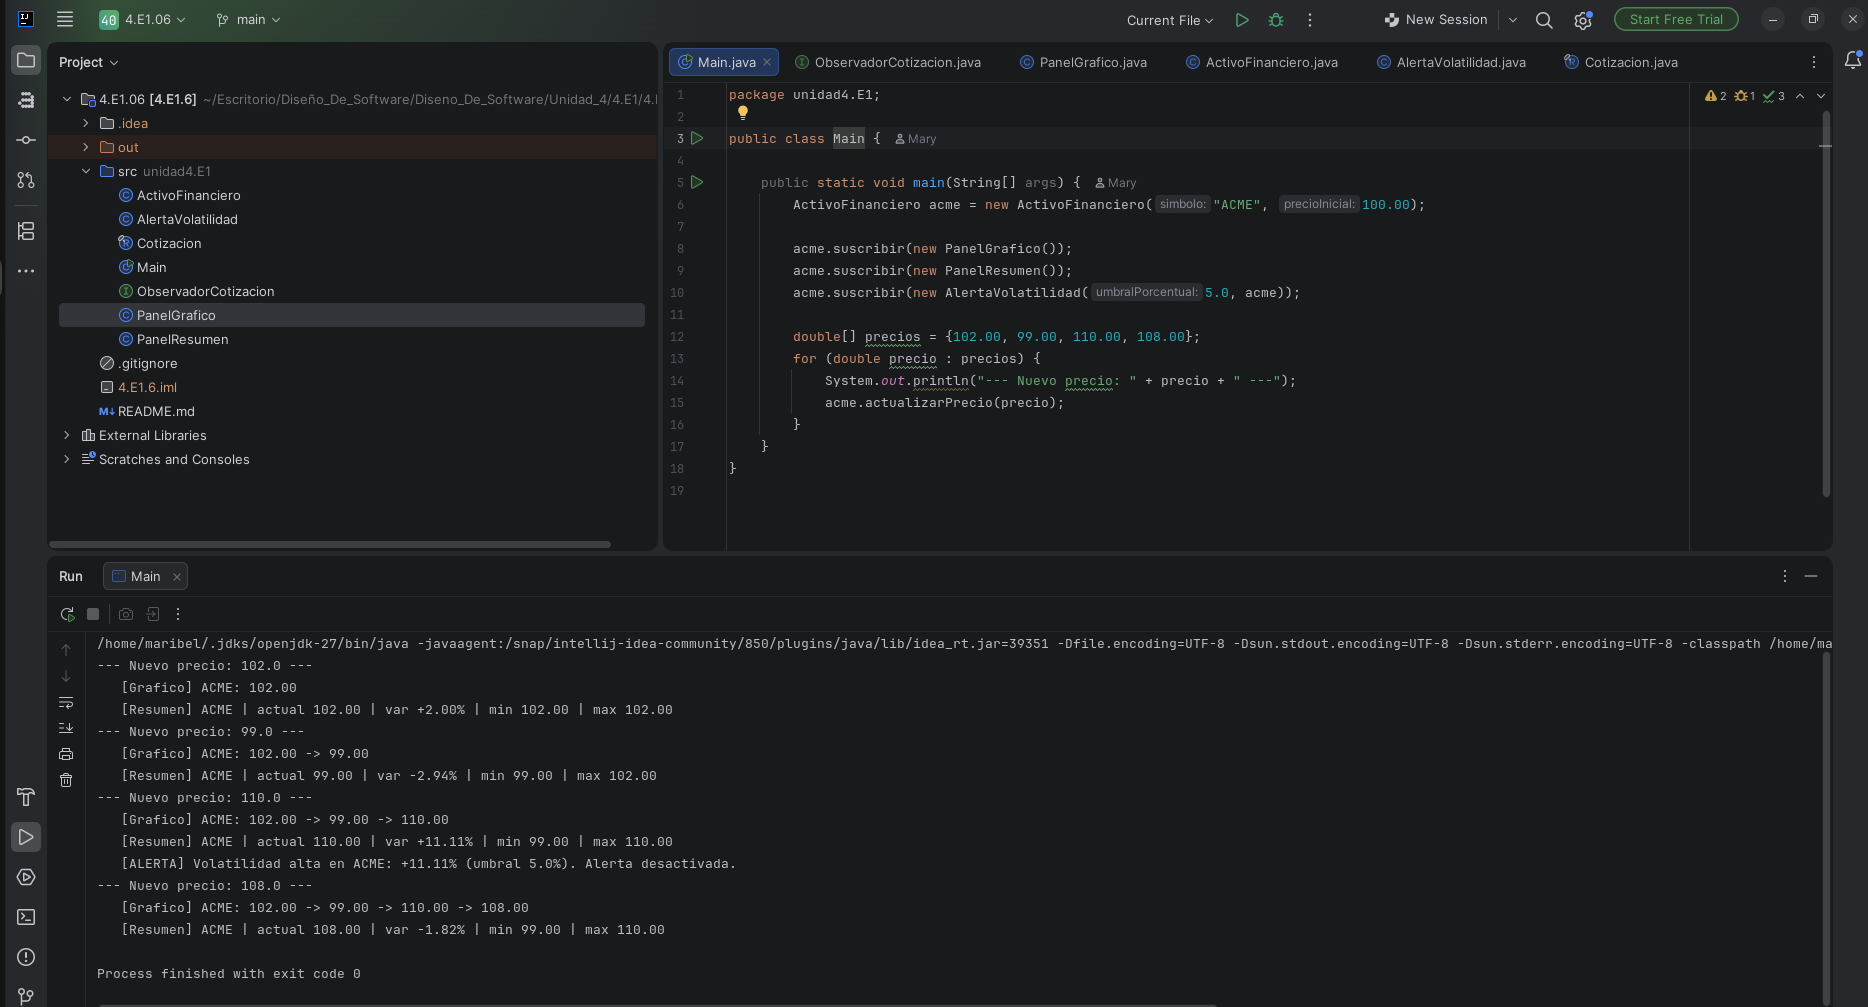 40 4.E1.06 main Current File New Session Start Free Trial
Project
4.E1.06 [4.E1.6] ~/Escritorio/Diseño_De_Software/Diseno_De_Software/Unidad_4/4.E1/4.
.idea
out
src unidad4.E1
ActivoFinanciero
AlertaVolatilidad
Cotizacion
Main
ObservadorCotizacion
PanelGrafico
PanelResumen
.gitignore
4.E1.6.iml
README.md
External Libraries
Scratches and Consoles
Main.java ObservadorCotizacion.java PanelGrafico.java ActivoFinanciero.java AlertaVolatilidad.java Cotizacion.java
2 1 3
1 package unidad4.E1;
2
3 public class Main { Mary
4
5 public static void main(String[] args) { Mary
6 ActivoFinanciero acme = new ActivoFinanciero( simbolo: "ACME", precioInicial: 100.00);
7
8 acme.suscribir(new PanelGrafico());
9 acme.suscribir(new PanelResumen());
10 acme.suscribir(new AlertaVolatilidad( umbralPorcentual: 5.0, acme));
11
12 double[] precios = {102.00, 99.00, 110.00, 108.00};
13 for (double precio : precios) {
14 System.out.println("--- Nuevo precio: " + precio + " ---");
15 acme.actualizarPrecio(precio);
16 }
17 }
18 }
19
Run Main
/home/maribel/.jdks/openjdk-27/bin/java -javaagent:/snap/intellij-idea-community/850/plugins/java/lib/idea_rt.jar=39351 -Dfile.encoding=UTF-8 -Dsun.stdout.encoding=UTF-8 -Dsun.stderr.encoding=UTF-8 -classpath /home/ma
--- Nuevo precio: 102.0 ---
[Grafico] ACME: 102.00
[Resumen] ACME | actual 102.00 | var +2.00% | min 102.00 | max 102.00
--- Nuevo precio: 99.0 ---
[Grafico] ACME: 102.00 -> 99.00
[Resumen] ACME | actual 99.00 | var -2.94% | min 99.00 | max 102.00
--- Nuevo precio: 110.0 ---
[Grafico] ACME: 102.00 -> 99.00 -> 110.00
[Resumen] ACME | actual 110.00 | var +11.11% | min 99.00 | max 110.00
[ALERTA] Volatilidad alta en ACME: +11.11% (umbral 5.0%). Alerta desactivada.
--- Nuevo precio: 108.0 ---
[Grafico] ACME: 102.00 -> 99.00 -> 110.00 -> 108.00
[Resumen] ACME | actual 108.00 | var -1.82% | min 99.00 | max 110.00
Process finished with exit code 0